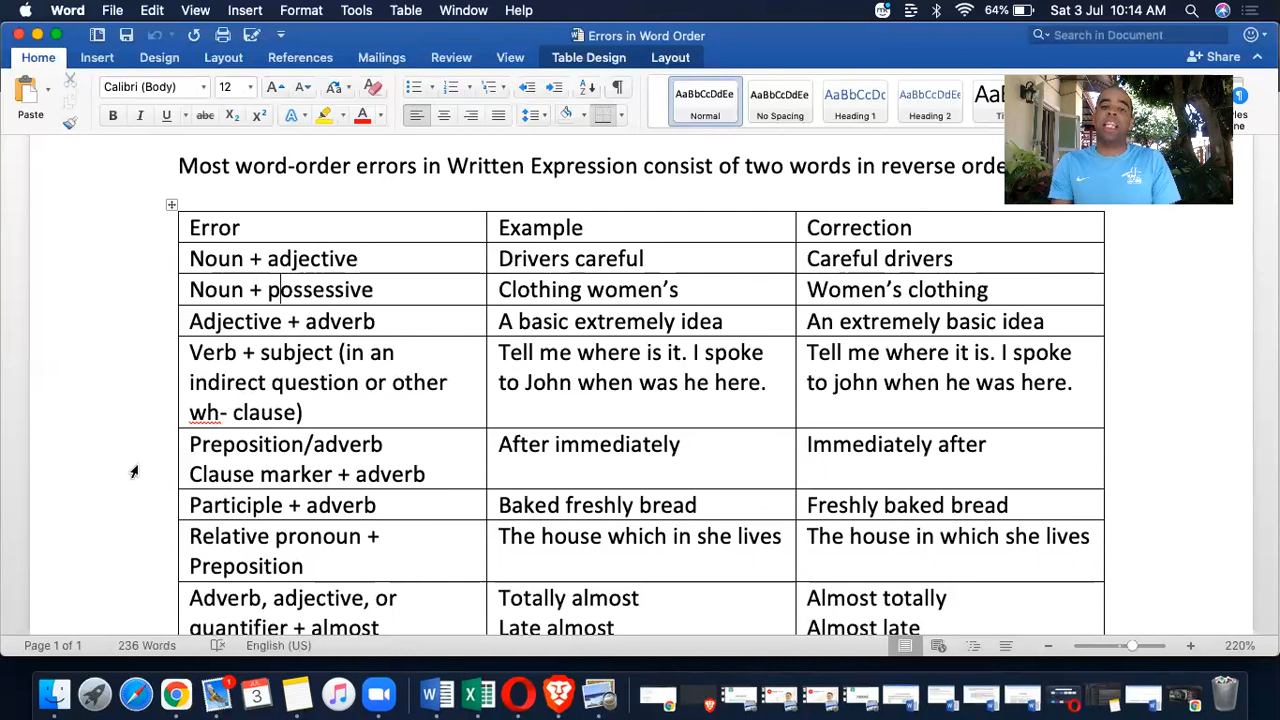 Word File Edit View Insert Format Tools Table Window Help 64% Sat 3 Jul 10:14 AM
Errors in Word Order Search in Document
Home Insert Design Layout References Mailings Review View Table Design Layout Share
Calibri (Body) 12
Paste
B I U abc X2 X2 A A
AaBbCcDdEe AaBbCcDdEe AaBbCcDc AaBbCcDdEe
Normal No Spacing Heading 1 Heading 2
Most word-order errors in Written Expression consist of two words in reverse orde
Error Example Correction
Noun + adjective Drivers careful Careful drivers
Noun + possessive Clothing women's Women's clothing
Adjective + adverb A basic extremely idea An extremely basic idea
Verb + subject (in an Tell me where is it. I spoke Tell me where it is. I spoke
indirect question or other to John when was he here. to john when he was here.
wh- clause)
Preposition/adverb After immediately Immediately after
Clause marker + adverb
Participle + adverb Baked freshly bread Freshly baked bread
Relative pronoun + The house which in she lives The house in which she lives
Preposition
Adverb, adjective, or Totally almost Almost totally
quantifier + almost Late almost Almost late
Page 1 of 1 236 Words English (US) 220%